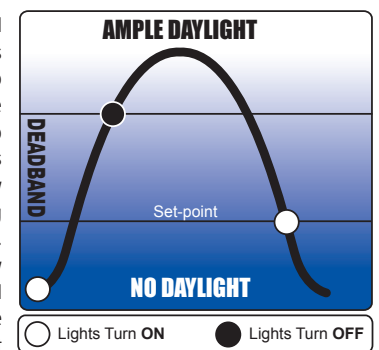 AMPLE DAYLIGHT
DEADBAND
Set-point
NO DAYLIGHT
Lights Turn ON
Lights Turn OFF